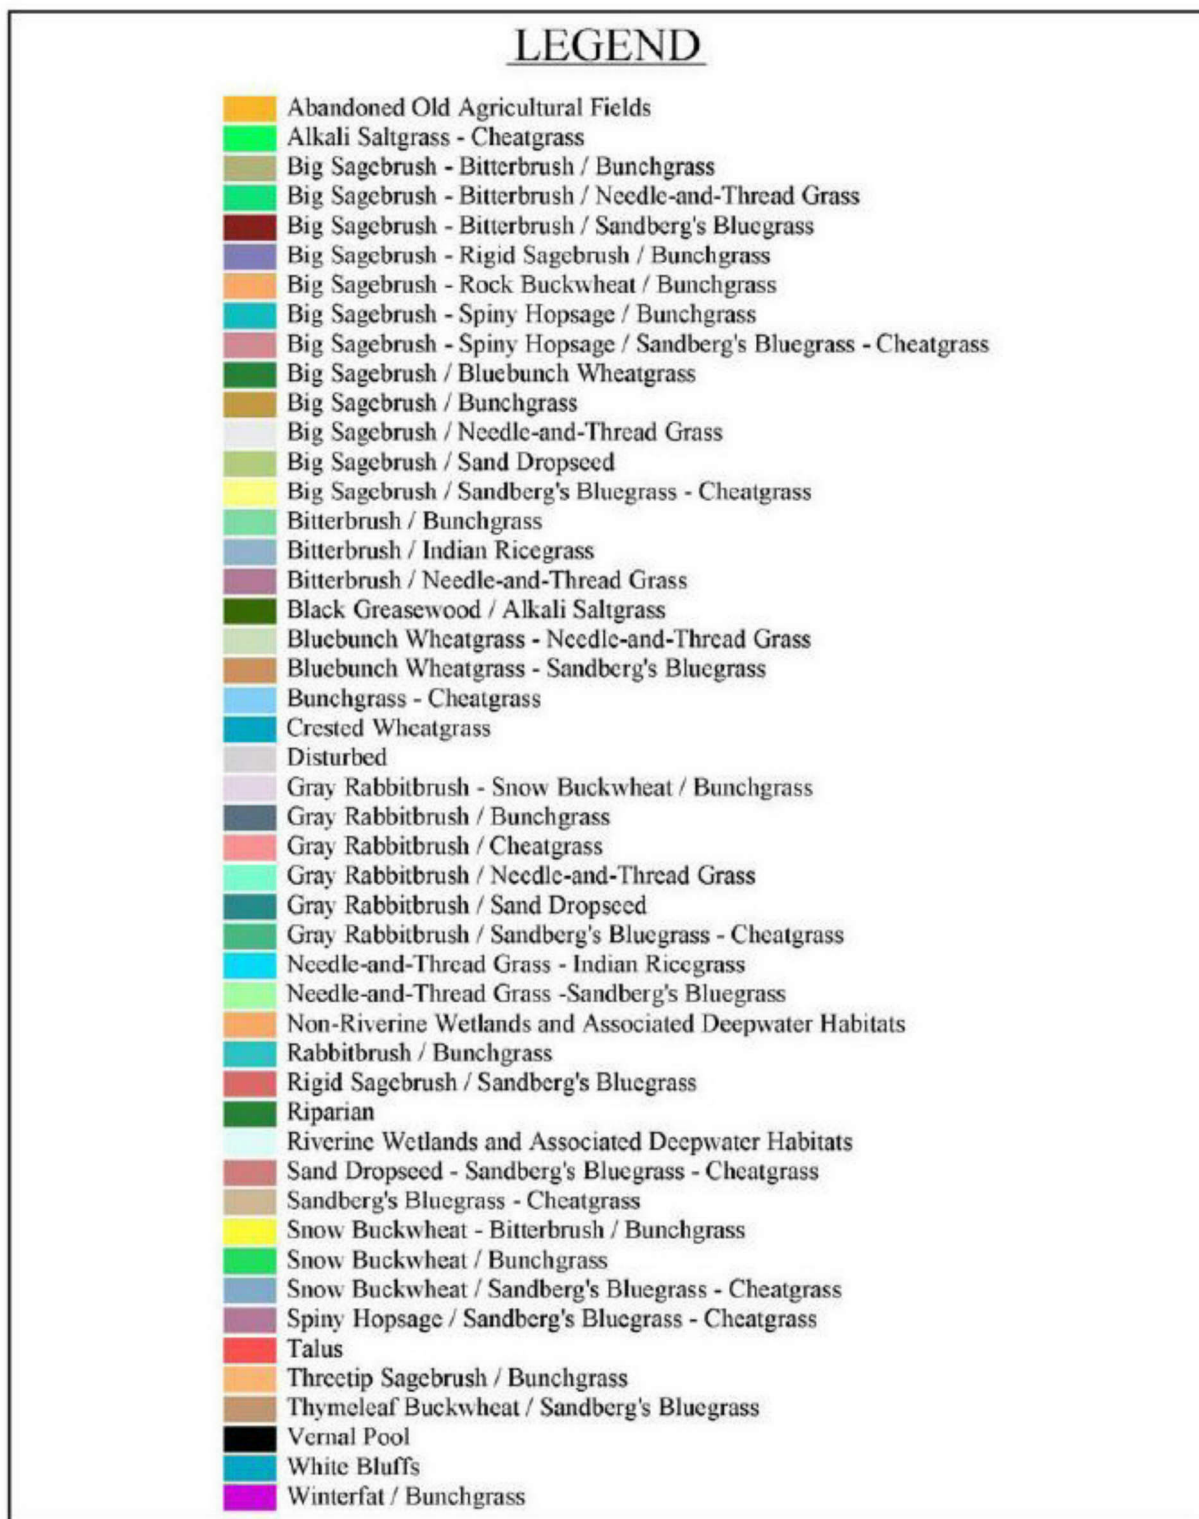 LEGEND
Abandoned Old Agricultural Fields
Alkali Saltgrass - Cheatgrass
Big Sagebrush - Bitterbrush / Bunchgrass
Big Sagebrush - Bitterbrush / Needle-and-Thread Grass
Big Sagebrush - Bitterbrush / Sandberg's Bluegrass
Big Sagebrush - Rigid Sagebrush / Bunchgrass
Big Sagebrush - Rock Buckwheat / Bunchgrass
Big Sagebrush - Spiny Hopsage / Bunchgrass
Big Sagebrush - Spiny Hopsage / Sandberg's Bluegrass - Cheatgrass
Big Sagebrush / Bluebunch Wheatgrass
Big Sagebrush / Bunchgrass
Big Sagebrush / Needle-and-Thread Grass
Big Sagebrush / Sand Dropseed
Big Sagebrush / Sandberg's Bluegrass - Cheatgrass
Bitterbrush / Bunchgrass
Bitterbrush / Indian Ricegrass
Bitterbrush / Needle-and-Thread Grass
Black Greasewood / Alkali Saltgrass
Bluebunch Wheatgrass - Needle-and-Thread Grass
Bluebunch Wheatgrass - Sandberg's Bluegrass
Bunchgrass - Cheatgrass
Crested Wheatgrass
Disturbed
Gray Rabbitbrush - Snow Buckwheat / Bunchgrass
Gray Rabbitbrush / Bunchgrass
Gray Rabbitbrush / Cheatgrass
Gray Rabbitbrush / Needle-and-Thread Grass
Gray Rabbitbrush / Sand Dropseed
Gray Rabbitbrush / Sandberg's Bluegrass - Cheatgrass
Needle-and-Thread Grass - Indian Ricegrass
Needle-and-Thread Grass -Sandberg's Bluegrass
Non-Riverine Wetlands and Associated Deepwater Habitats
Rabbitbrush / Bunchgrass
Rigid Sagebrush / Sandberg's Bluegrass
Riparian
Riverine Wetlands and Associated Deepwater Habitats
Sand Dropseed - Sandberg's Bluegrass - Cheatgrass
Sandberg's Bluegrass - Cheatgrass
Snow Buckwheat - Bitterbrush / Bunchgrass
Snow Buckwheat / Bunchgrass
Snow Buckwheat / Sandberg's Bluegrass - Cheatgrass
Spiny Hopsage / Sandberg's Bluegrass - Cheatgrass
Talus
Threetip Sagebrush / Bunchgrass
Thymeleaf Buckwheat / Sandberg's Bluegrass
Vernal Pool
White Bluffs
Winterfat / Bunchgrass